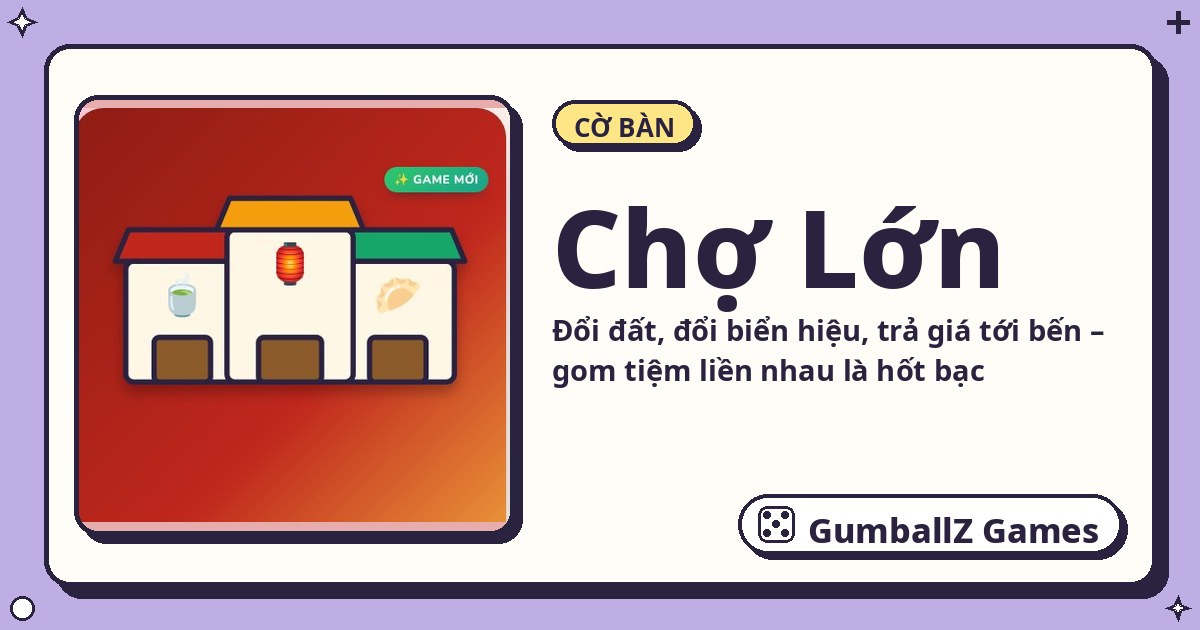 GAME MỚI
CỜ BÀN
Chợ Lớn
Đổi đất, đổi biển hiệu, trả giá tới bến –
gom tiệm liền nhau là hốt bạc
GumballZ Games